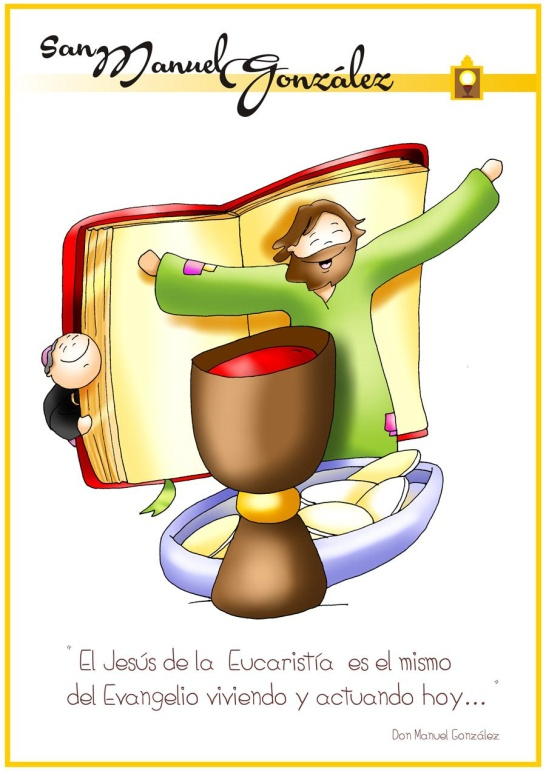 San Manuel González
" El Jesús de la Eucaristía es el mismo
del Evangelio viviendo y actuando hoy... "
Don Manuel González